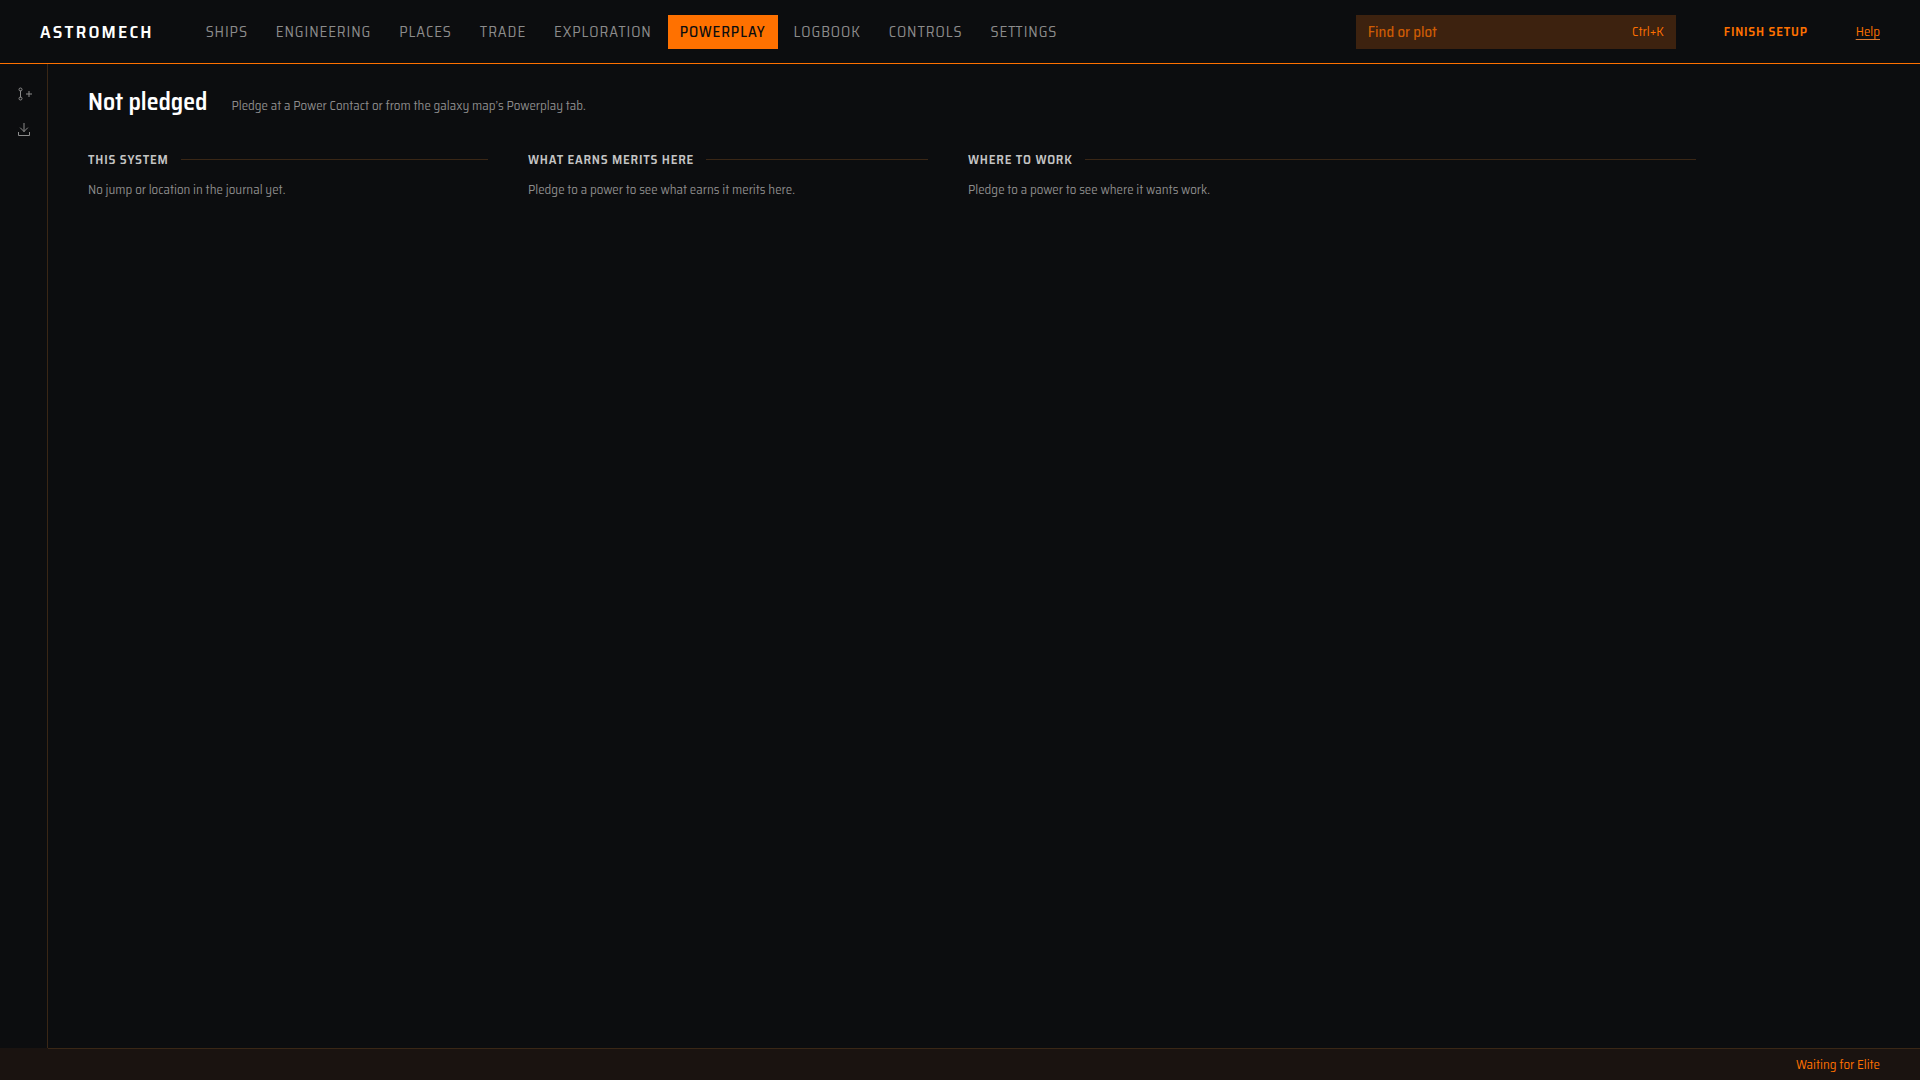 ASTROMECH SHIPS ENGINEERING PLACES TRADE EXPLORATION POWERPLAY LOGBOOK CONTROLS SETTINGS Find or plot Ctrl+K FINISH SETUP Help
Not pledged Pledge at a Power Contact or from the galaxy map's Powerplay tab.
THIS SYSTEM
No jump or location in the journal yet.
WHAT EARNS MERITS HERE
Pledge to a power to see what earns it merits here.
WHERE TO WORK
Pledge to a power to see where it wants work.
Waiting for Elite